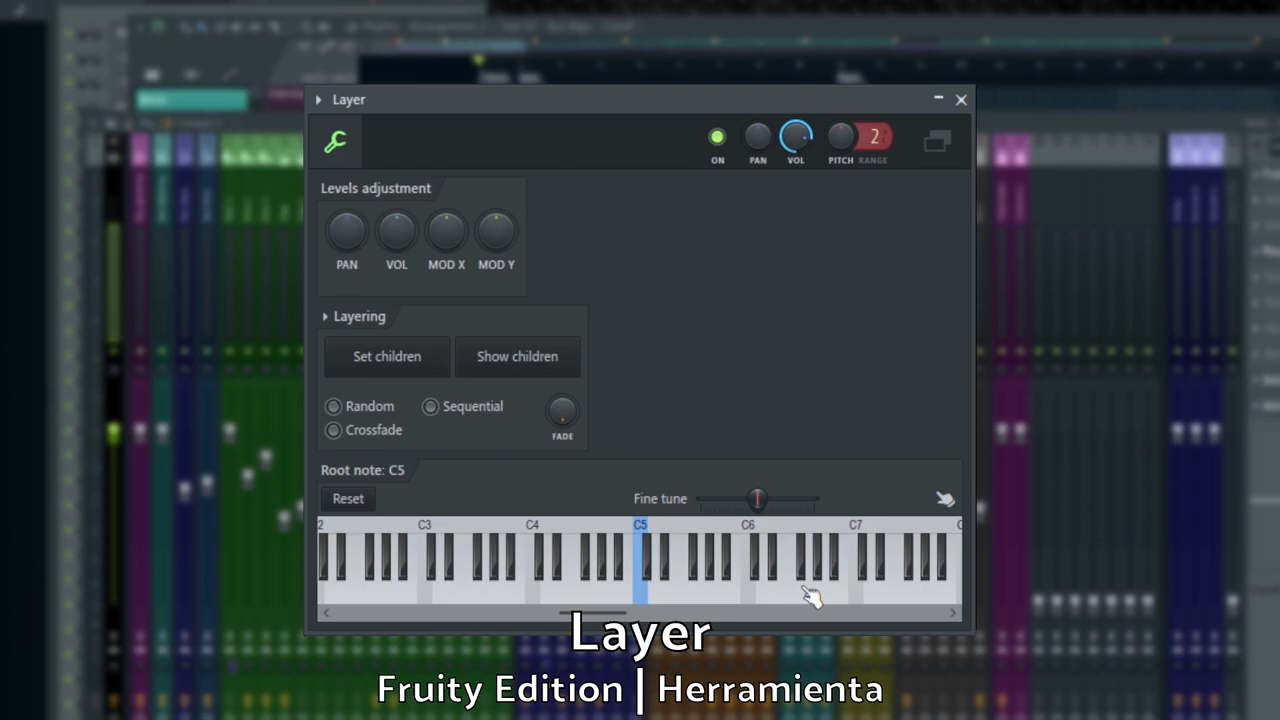 Layer
2
ON PAN VOL PITCH RANGE
Levels adjustment
PAN VOL MOD X MOD Y
Layering
Set children Show children
Random Sequential
Crossfade
FADE
Root note: C5
Reset Fine tune
2 C3 C4 C5 C6 C7 C
Layer
Fruity Edition | Herramienta